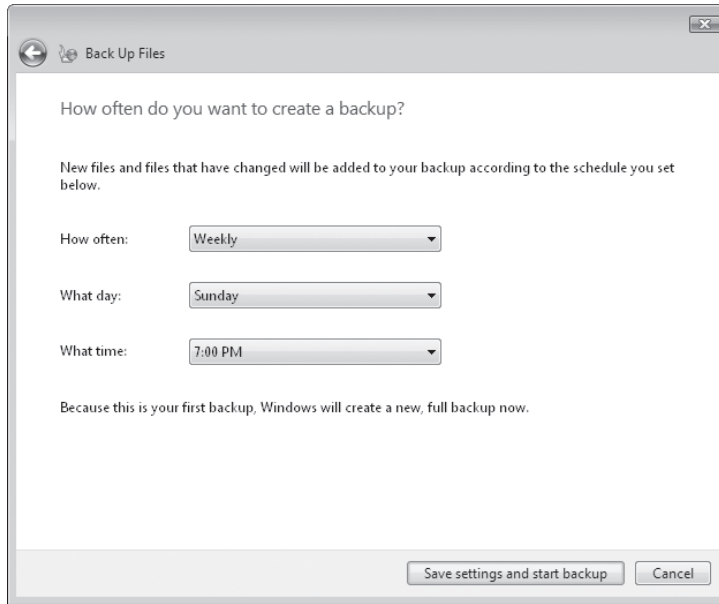 Back Up Files
How often do you want to create a backup?
New files and files that have changed will be added to your backup according to the schedule you set
below.
How often: Weekly
What day: Sunday
What time: 7:00 PM
Because this is your first backup, Windows will create a new, full backup now.
Save settings and start backup Cancel